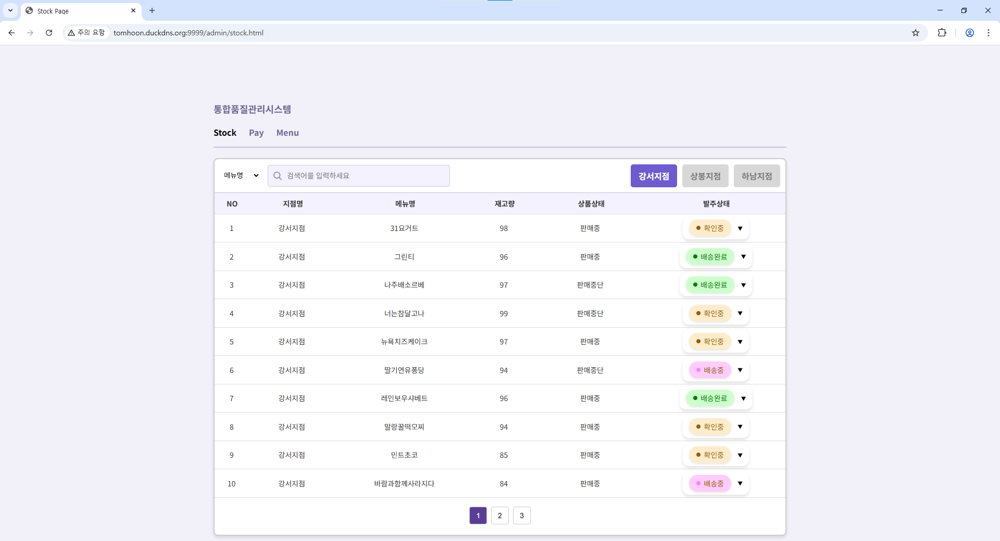 Stock Page
주의 요함 tomhoon.duckdns.org:9999/admin/stock.html
통합품질관리시스템
Stock Pay Menu
메뉴명 검색어를 입력하세요 강서지점 상봉지점 하남지점
NO 지점명 메뉴명 재고량 상품상태 발주상태
1 강서지점 31요거트 98 판매중 확인중 ▼
2 강서지점 그린티 96 판매중 배송완료 ▼
3 강서지점 나주배소르베 97 판매중단 배송완료 ▼
4 강서지점 너는참달고나 99 판매중단 확인중 ▼
5 강서지점 뉴욕치즈케이크 97 판매중 확인중 ▼
6 강서지점 딸기연유퐁당 94 판매중단 배송중 ▼
7 강서지점 레인보우샤베트 96 판매중 배송완료 ▼
8 강서지점 말랑꿀떡모찌 94 판매중 확인중 ▼
9 강서지점 민트초코 85 판매중 확인중 ▼
10 강서지점 바람과함께사라지다 84 판매중 배송중 ▼
1 2 3